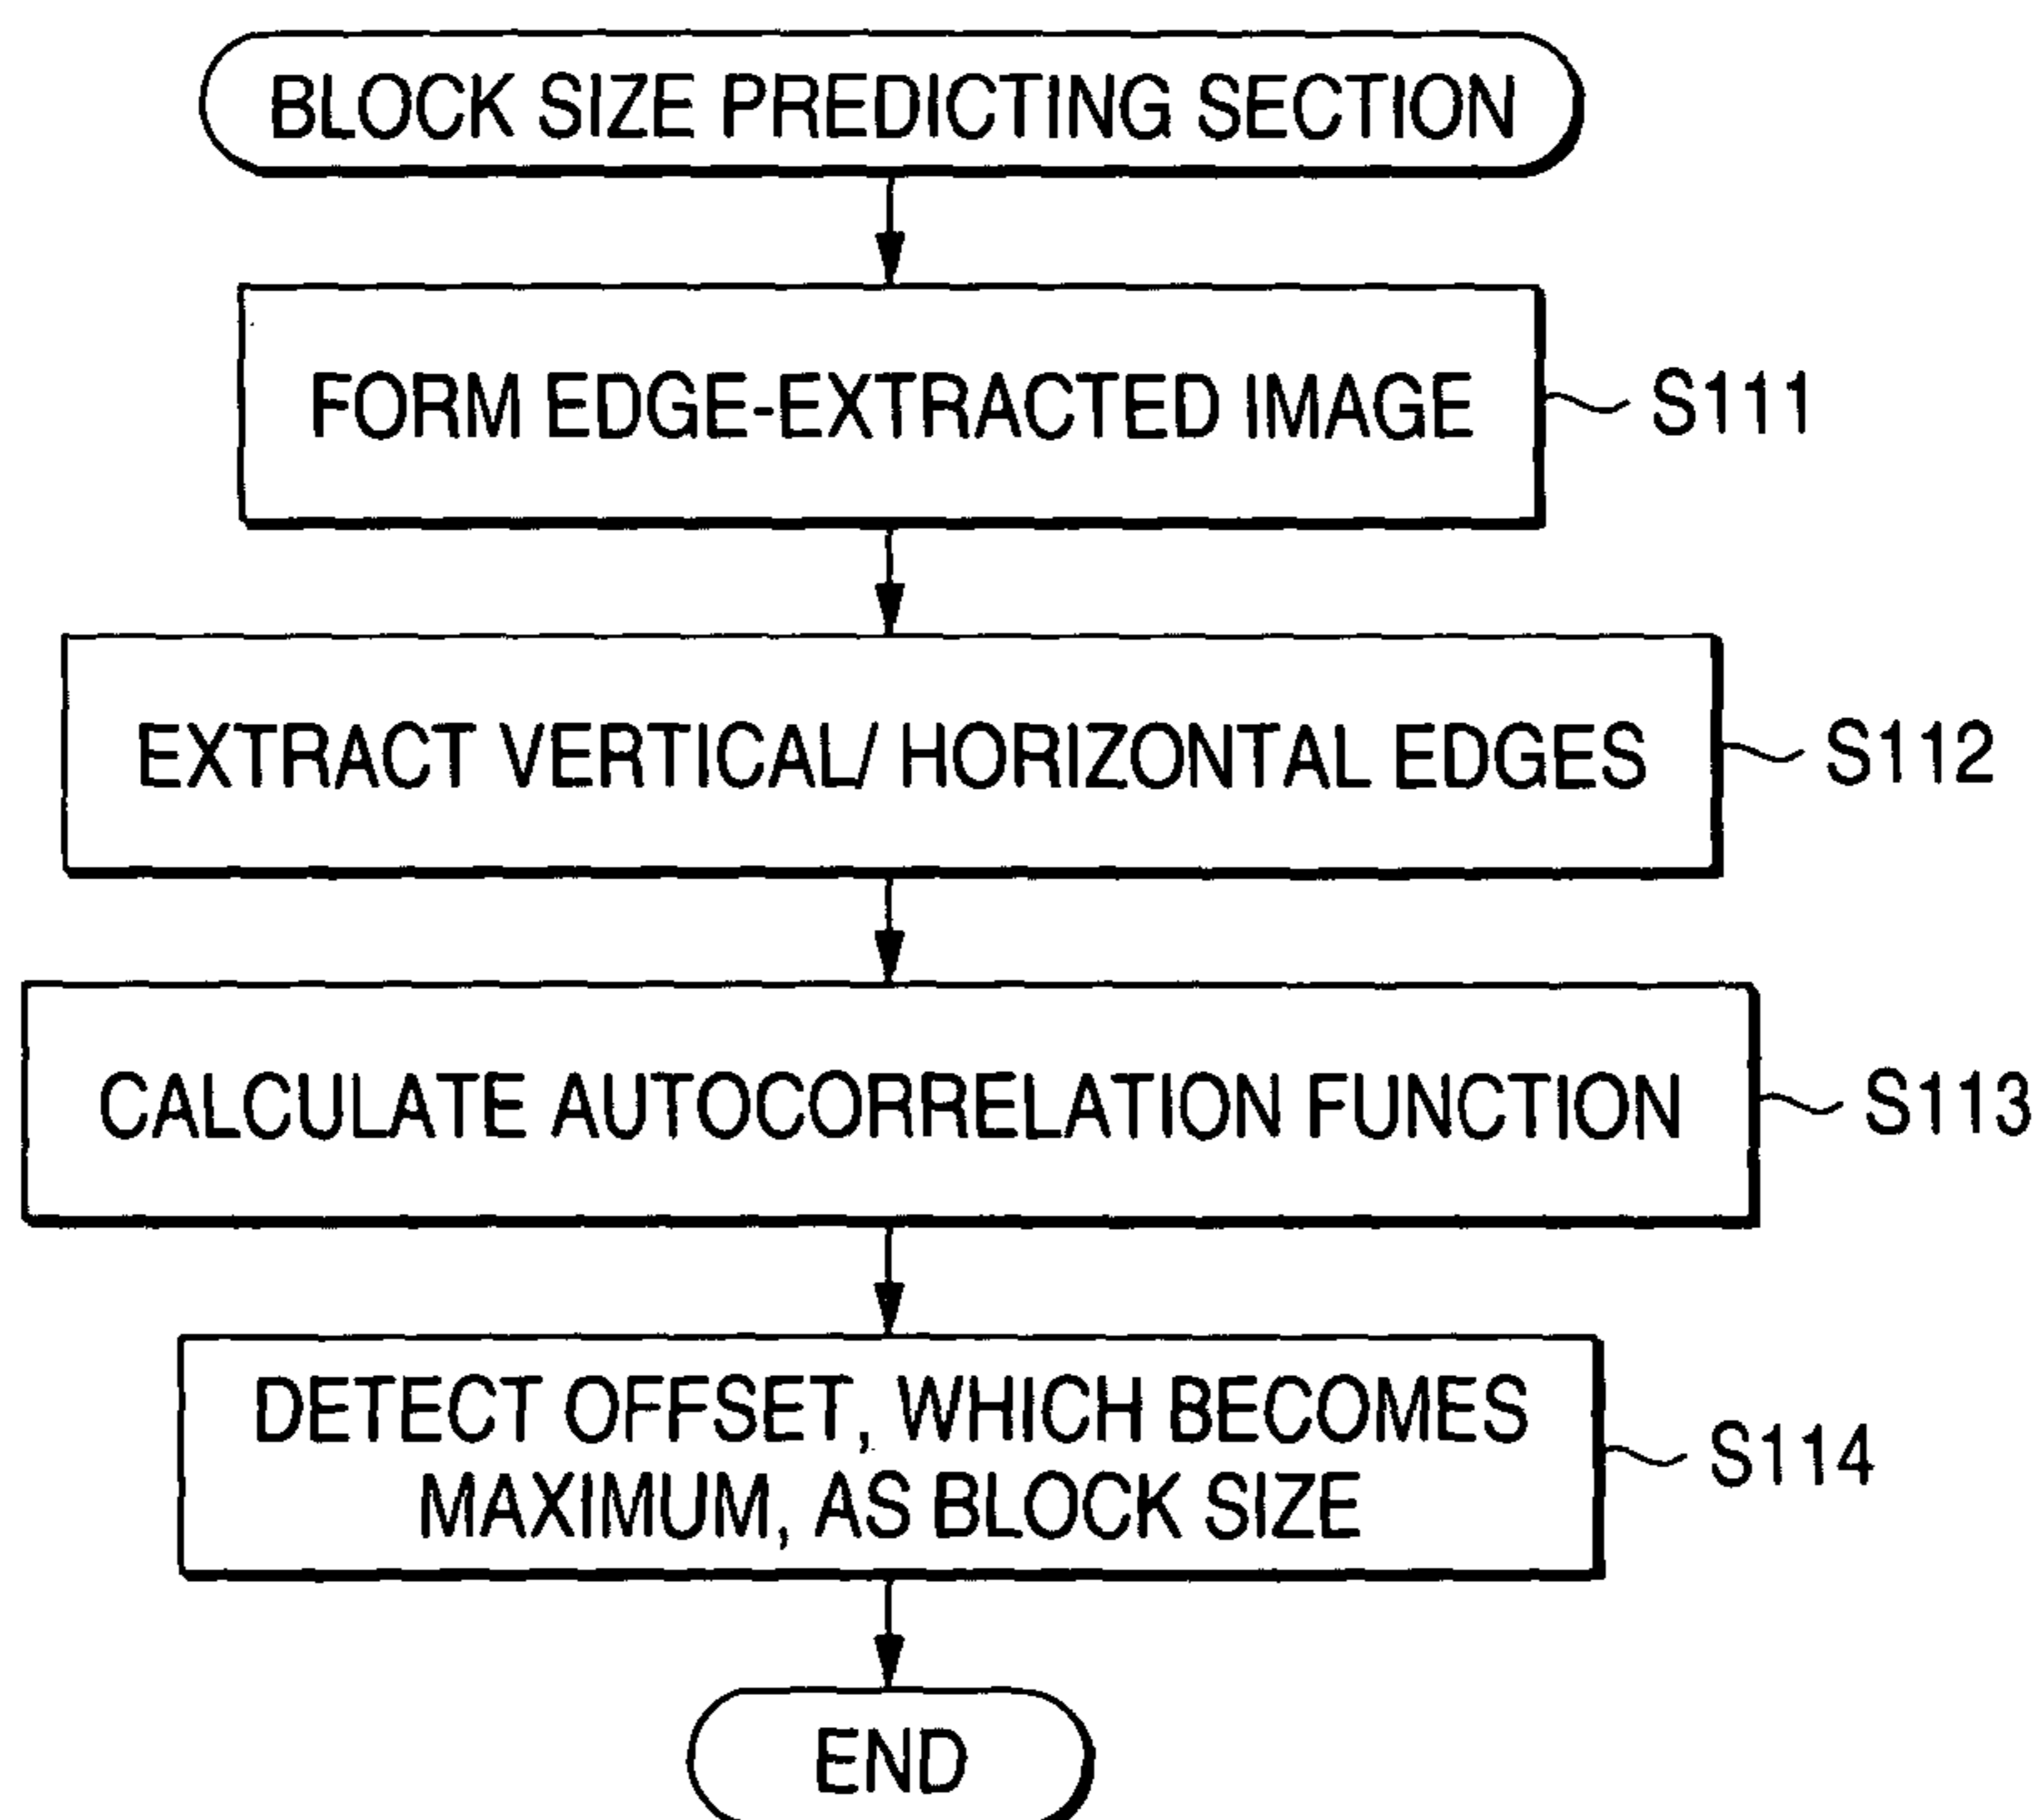 BLOCK SIZE PREDICTING SECTION
FORM EDGE-EXTRACTED IMAGE
S111
EXTRACT VERTICAL/ HORIZONTAL EDGES
S112
CALCULATE AUTOCORRELATION FUNCTION
S113
DETECT OFFSET, WHICH BECOMES
MAXIMUM, AS BLOCK SIZE
S114
END